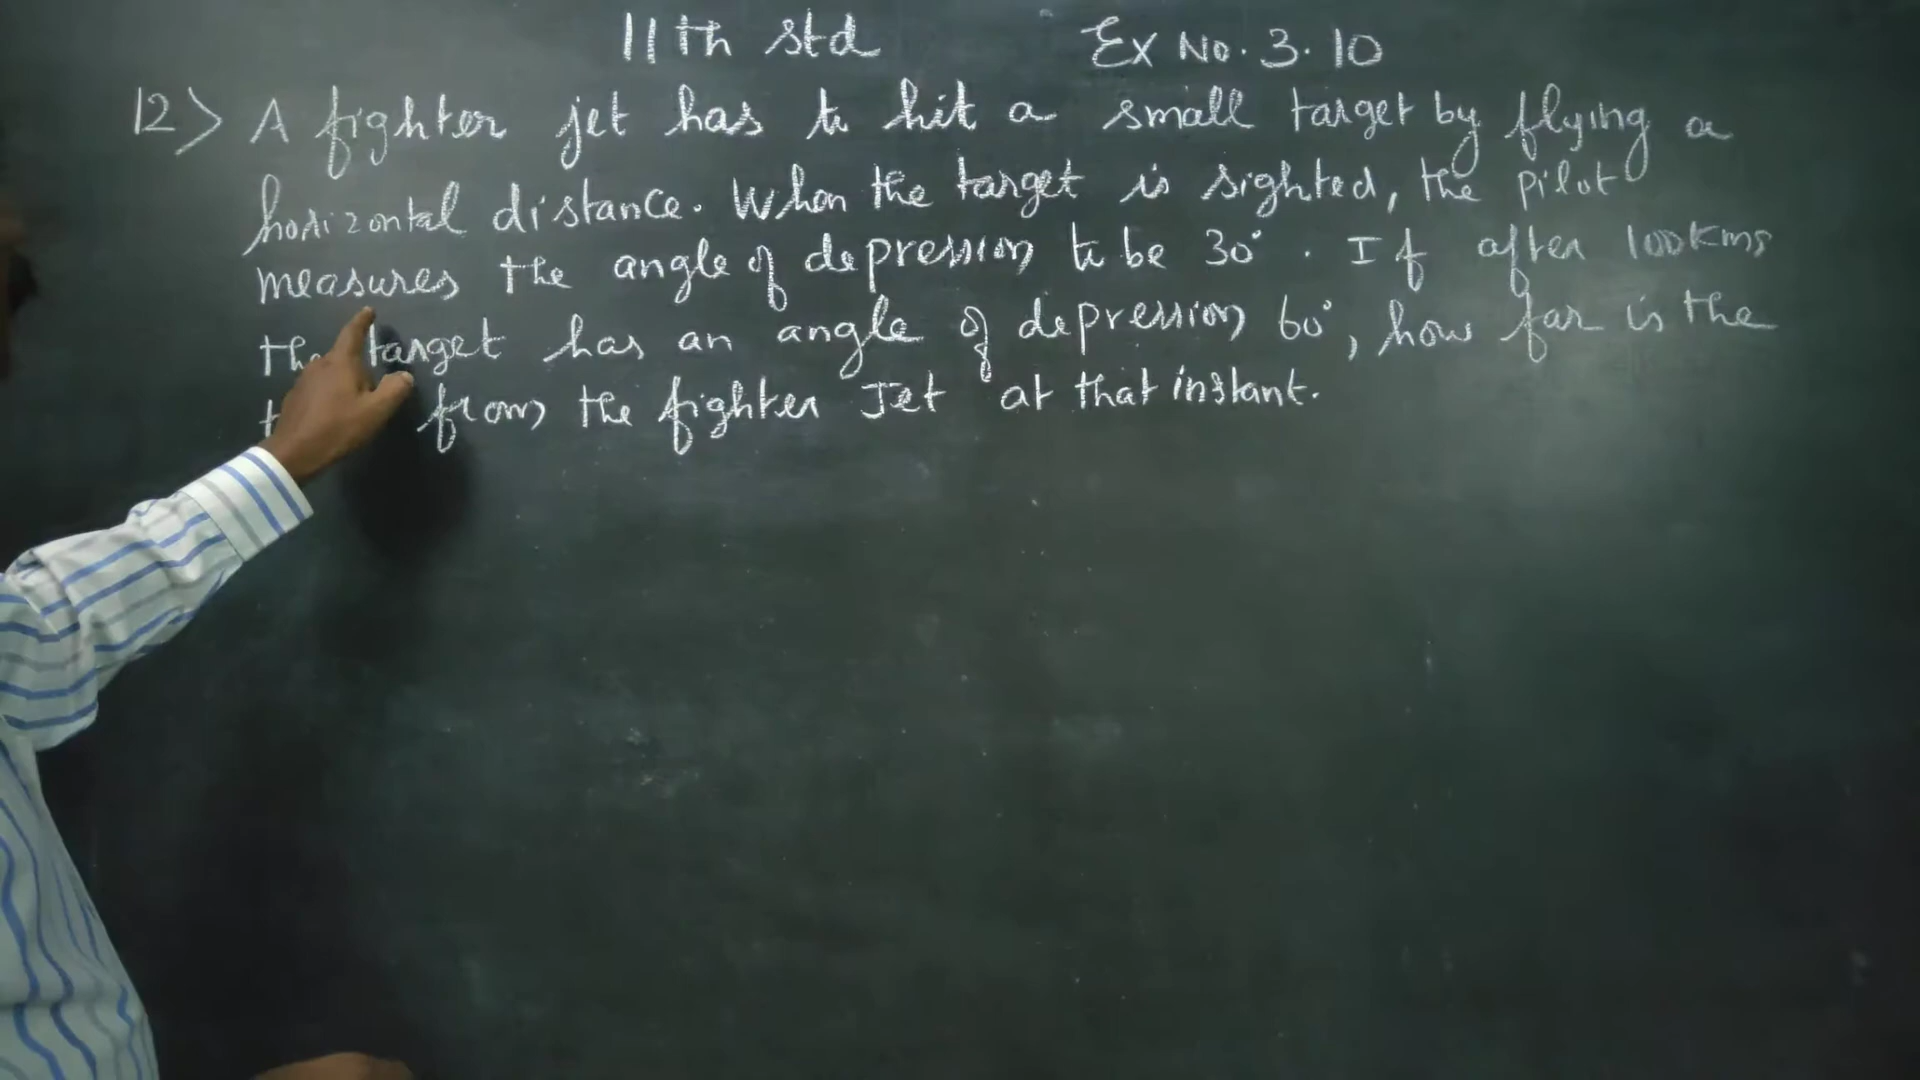 11th std Ex No. 3.10
12) A fighter jet has to hit a small target by flying a
horizontal distance. When the target is sighted, the pilot
measures the angle of depression to be 30°. If after 100kms
the target has an angle of depression 60°, how far is the
from the fighter Jet at that instant.